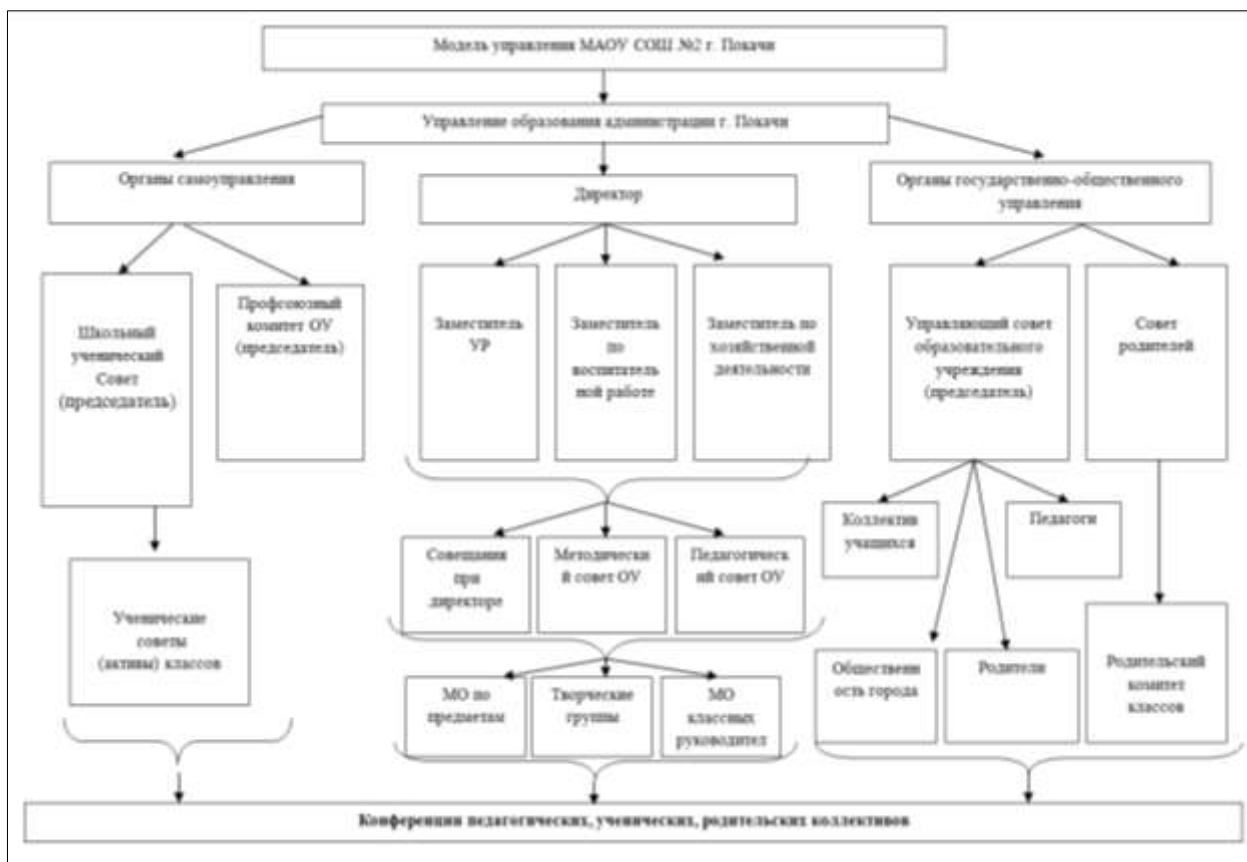 Модель управления МАОУ СОШ №2 г. Покачи
Управление образования администрации г. Покачи
Органы самоуправления
Директор
Органы государственно-общественного
управления
Школьный
ученический
Совет
(председатель)
Профсоюзный
комитет ОУ
(председатель)
Заместитель
УР
Заместитель
по
воспитатель
ной работе
Заместитель по
хозяйственной
деятельности
Управляющий совет
образовательного
учреждения
(председатель)
Совет
родителей
Коллектив
учащихся
Педагоги
Совещания
при
директоре
Методически
й совет ОУ
Педагогическ
ий совет ОУ
Ученические
советы
(активы) классов
МО по
предметам
Творческие
группы
МО
классных
руководител
Общественн
ость города
Родители
Родительский
комитет
классов
Конференции педагогических, ученических, родительских коллективов